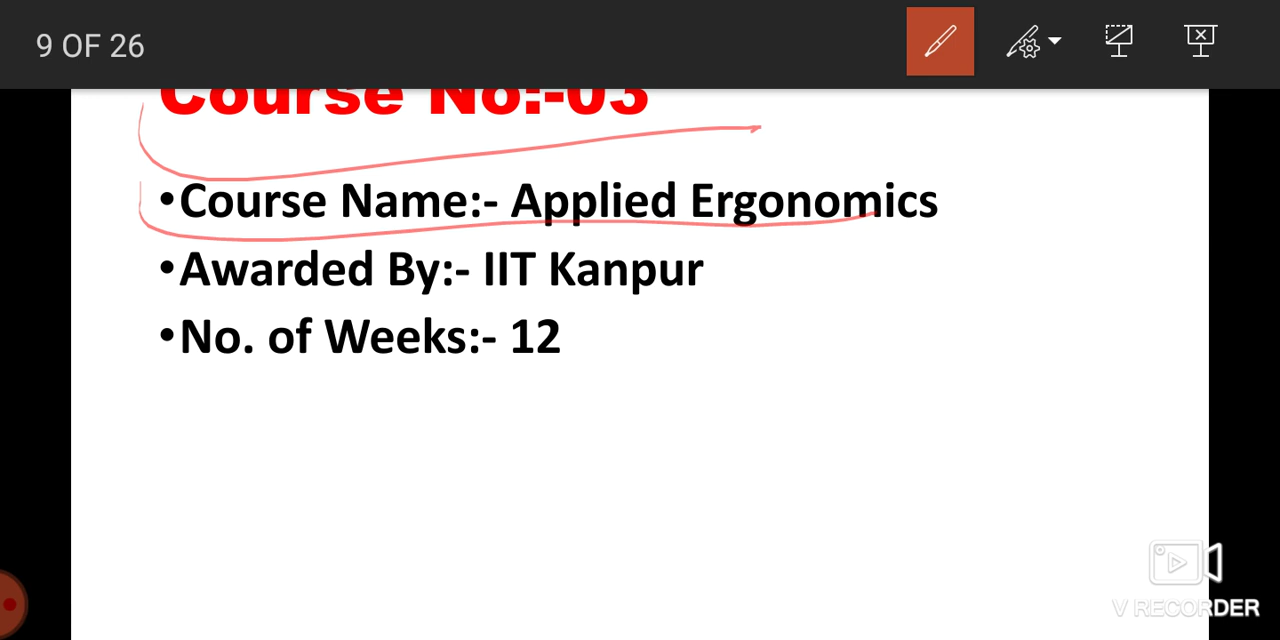 9 OF 26
Course No:-03
•Course Name:- Applied Ergonomics
•Awarded By:- IIT Kanpur
•No. of Weeks:- 12
V RECORDER